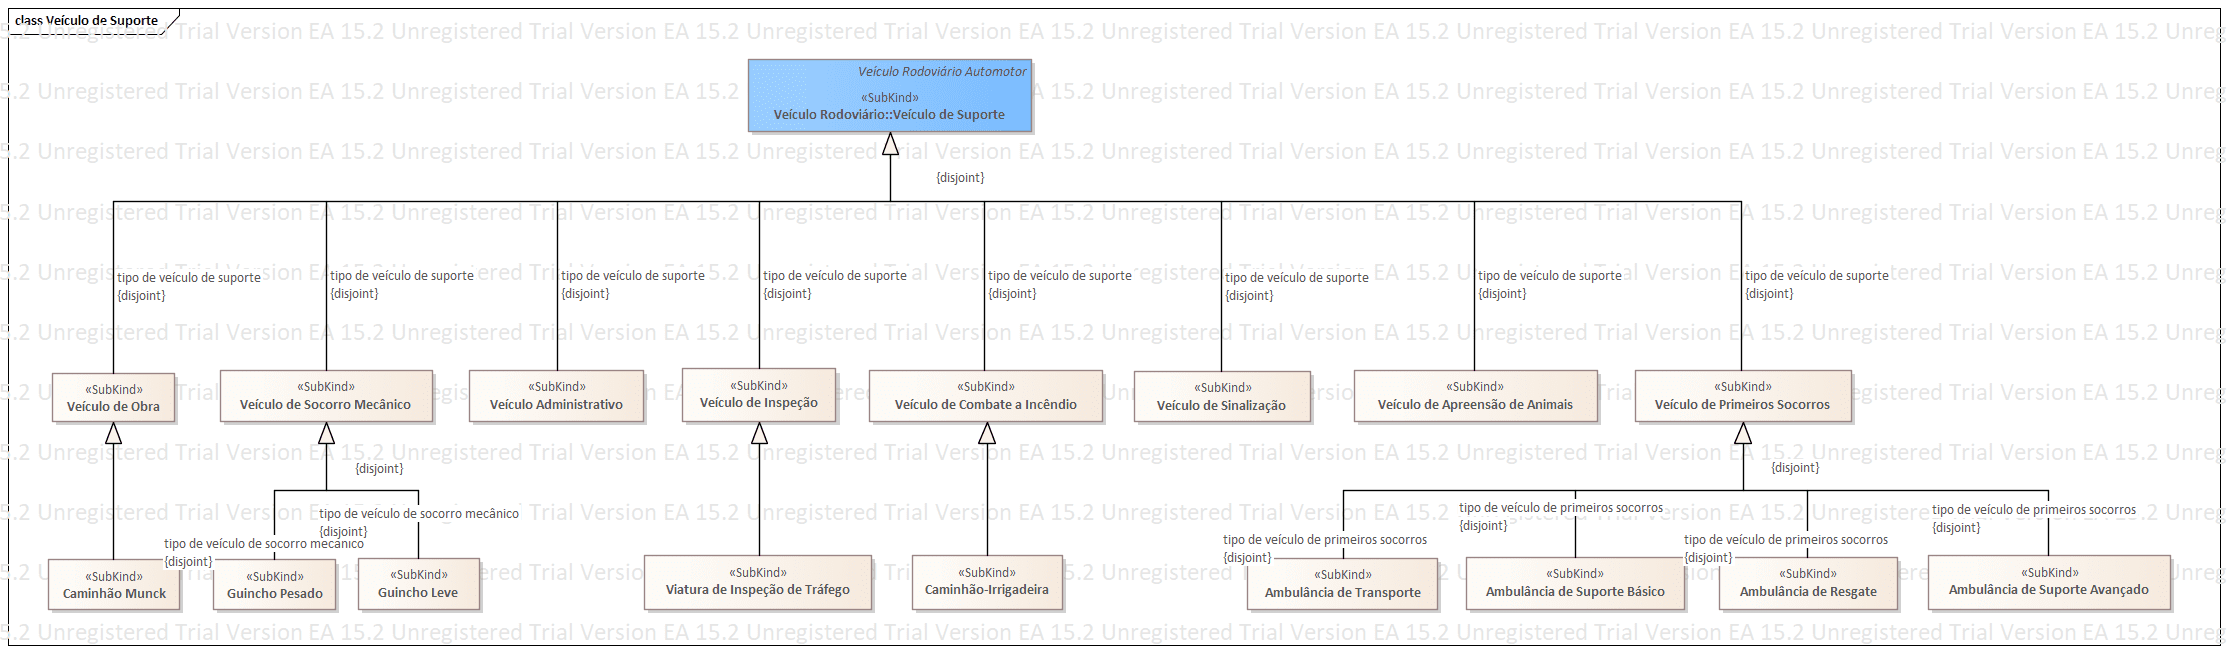 class Veículo de Suporte
Veículo Rodoviário Automotor
«SubKind»
Veículo Rodoviário::Veículo de Suporte
{disjoint}
tipo de veículo de suporte
{disjoint}
tipo de veículo de suporte
{disjoint}
tipo de veículo de suporte
{disjoint}
tipo de veículo de suporte
{disjoint}
tipo de veículo de suporte
{disjoint}
tipo de veículo de suporte
{disjoint}
tipo de veículo de suporte
{disjoint}
tipo de veículo de suporte
{disjoint}
«SubKind»
Veículo de Obra
«SubKind»
Veículo de Socorro Mecânico
«SubKind»
Veículo Administrativo
«SubKind»
Veículo de Inspeção
«SubKind»
Veículo de Combate a Incêndio
«SubKind»
Veículo de Sinalização
«SubKind»
Veículo de Apreensão de Animais
«SubKind»
Veículo de Primeiros Socorros
{disjoint}
{disjoint}
tipo de veículo de socorro mecânico
{disjoint}
tipo de veículo de socorro mecânico
{disjoint}
tipo de veículo de primeiros socorros
{disjoint}
tipo de veículo de primeiros socorros
{disjoint}
tipo de veículo de primeiros socorros
{disjoint}
tipo de veículo de primeiros socorros
{disjoint}
«SubKind»
Caminhão Munck
«SubKind»
Guincho Pesado
«SubKind»
Guincho Leve
«SubKind»
Viatura de Inspeção de Tráfego
«SubKind»
Caminhão-Irrigadeira
«SubKind»
Ambulância de Transporte
«SubKind»
Ambulância de Suporte Básico
«SubKind»
Ambulância de Resgate
«SubKind»
Ambulância de Suporte Avançado